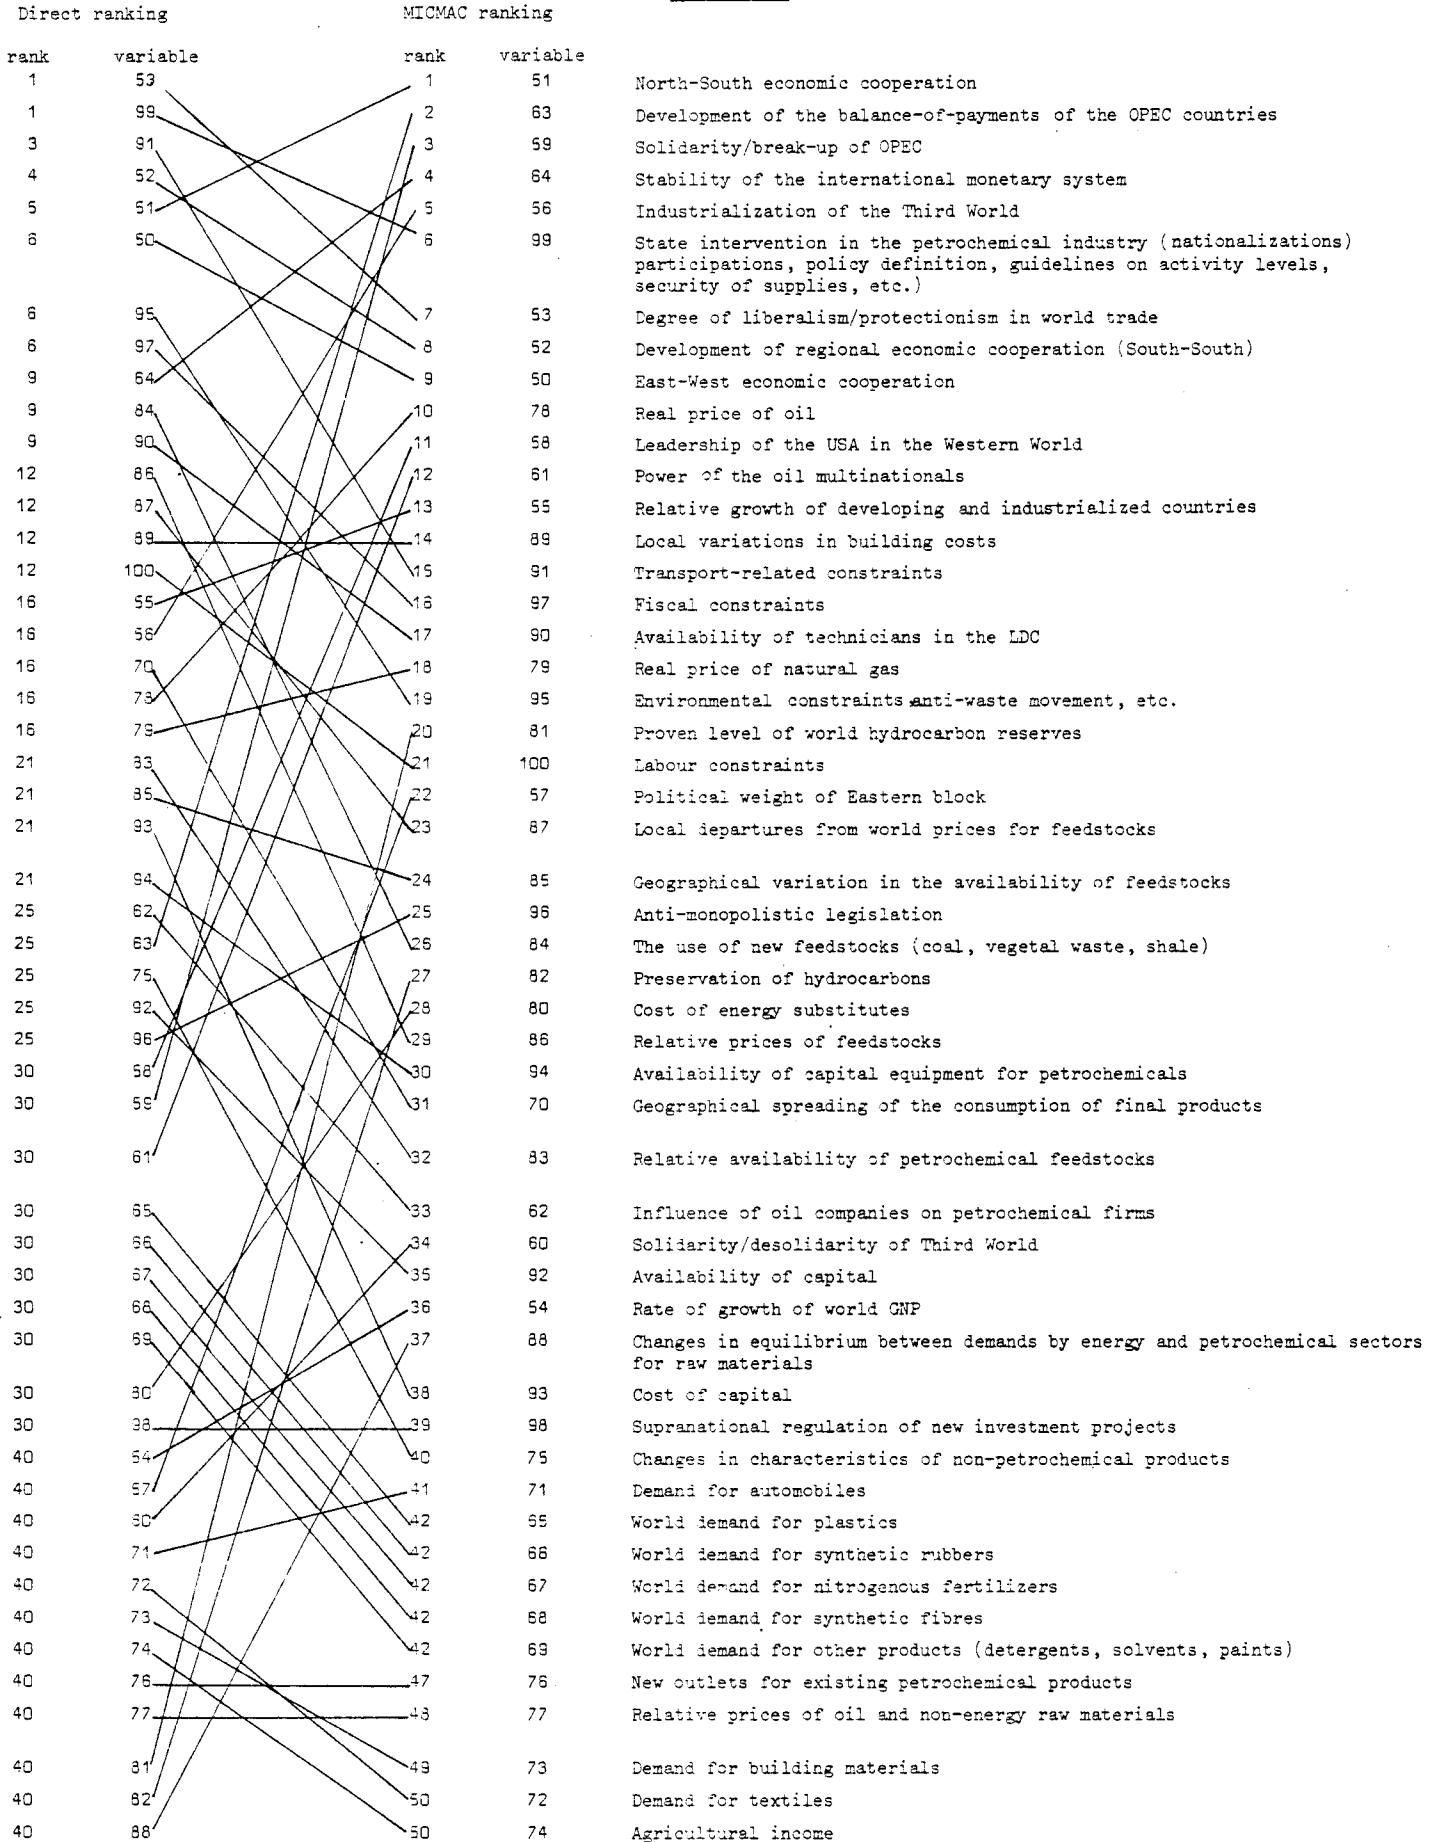 Direct ranking MICMAC ranking
rank variable rank variable
1 53 1 51 North-South economic cooperation
1 99 2 63 Development of the balance-of-payments of the OPEC countries
3 91 3 59 Solidarity/break-up of OPEC
4 52 4 64 Stability of the international monetary system
5 51 5 56 Industrialization of the Third World
6 50 6 99 State intervention in the petrochemical industry (nationalizations)
participations, policy definition, guidelines on activity levels,
security of supplies, etc.)
6 95 7 53 Degree of liberalism/protectionism in world trade
6 97 8 52 Development of regional economic cooperation (South-South)
9 64 9 50 East-West economic cooperation
9 84 10 78 Real price of oil
9 90 11 58 Leadership of the USA in the Western World
12 86 12 61 Power of the oil multinationals
12 87 13 55 Relative growth of developing and industrialized countries
12 89 14 89 Local variations in building costs
12 100 15 91 Transport-related constraints
16 55 16 97 Fiscal constraints
16 56 17 90 Availability of technicians in the LDC
16 70 18 79 Real price of natural gas
16 78 19 95 Environmental constraints anti-waste movement, etc.
16 79 20 81 Proven level of world hydrocarbon reserves
21 83 21 100 Labour constraints
21 85 22 57 Political weight of Eastern block
21 93 23 87 Local departures from world prices for feedstocks
21 94 24 85 Geographical variation in the availability of feedstocks
25 62 25 96 Anti-monopolistic legislation
25 63 26 84 The use of new feedstocks (coal, vegetal waste, shale)
25 75 27 82 Preservation of hydrocarbons
25 92 28 80 Cost of energy substitutes
25 96 29 86 Relative prices of feedstocks
30 58 30 94 Availability of capital equipment for petrochemicals
30 59 31 70 Geographical spreading of the consumption of final products
30 61 32 83 Relative availability of petrochemical feedstocks
30 65 33 62 Influence of oil companies on petrochemical firms
30 66 34 60 Solidarity/desolidarity of Third World
30 67 35 92 Availability of capital
30 68 36 54 Rate of growth of world GNP
30 69 37 88 Changes in equilibrium between demands by energy and petrochemical sectors
for raw materials
30 80 38 93 Cost of capital
30 98 39 98 Supranational regulation of new investment projects
40 54 40 75 Changes in characteristics of non-petrochemical products
40 57 41 71 Demand for automobiles
40 60 42 65 World demand for plastics
40 71 42 66 World demand for synthetic rubbers
40 72 42 67 World demand for nitrogenous fertilizers
40 73 42 68 World demand for synthetic fibres
40 74 42 69 World demand for other products (detergents, solvents, paints)
40 76 47 76 New outlets for existing petrochemical products
40 77 48 77 Relative prices of oil and non-energy raw materials
40 81 49 73 Demand for building materials
40 82 50 72 Demand for textiles
40 88 50 74 Agricultural income